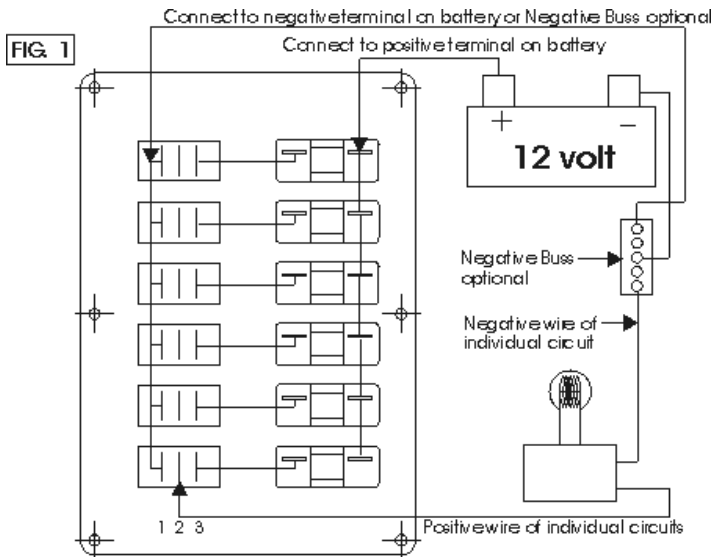 Connect to negative terminal on battery or Negative Buss optional
FIG. 1
Connect to positive terminal on battery
+ −
12 volt
Negative Buss
optional
Negative wire of
individual circuit
1 2 3
Positive wire of individual circuits